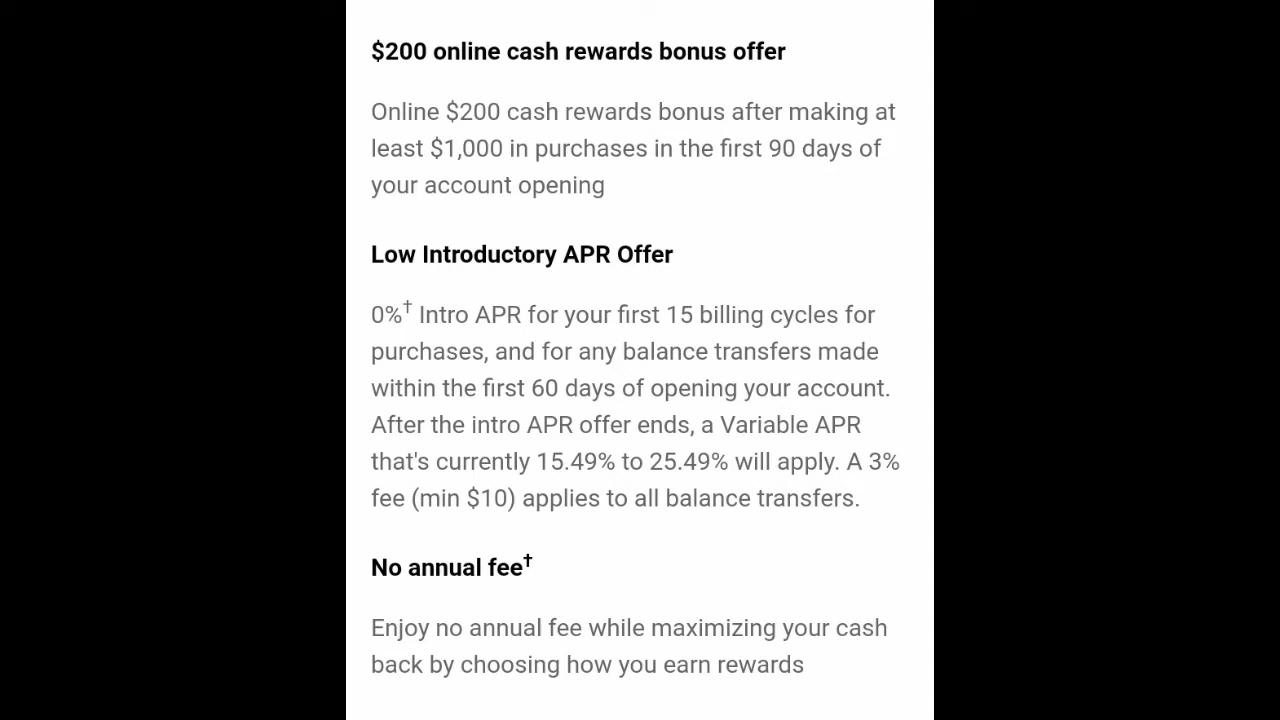 $200 online cash rewards bonus offer
Online $200 cash rewards bonus after making at
least $1,000 in purchases in the first 90 days of
your account opening
Low Introductory APR Offer
0%† Intro APR for your first 15 billing cycles for
purchases, and for any balance transfers made
within the first 60 days of opening your account.
After the intro APR offer ends, a Variable APR
that's currently 15.49% to 25.49% will apply. A 3%
fee (min $10) applies to all balance transfers.
No annual fee†
Enjoy no annual fee while maximizing your cash
back by choosing how you earn rewards